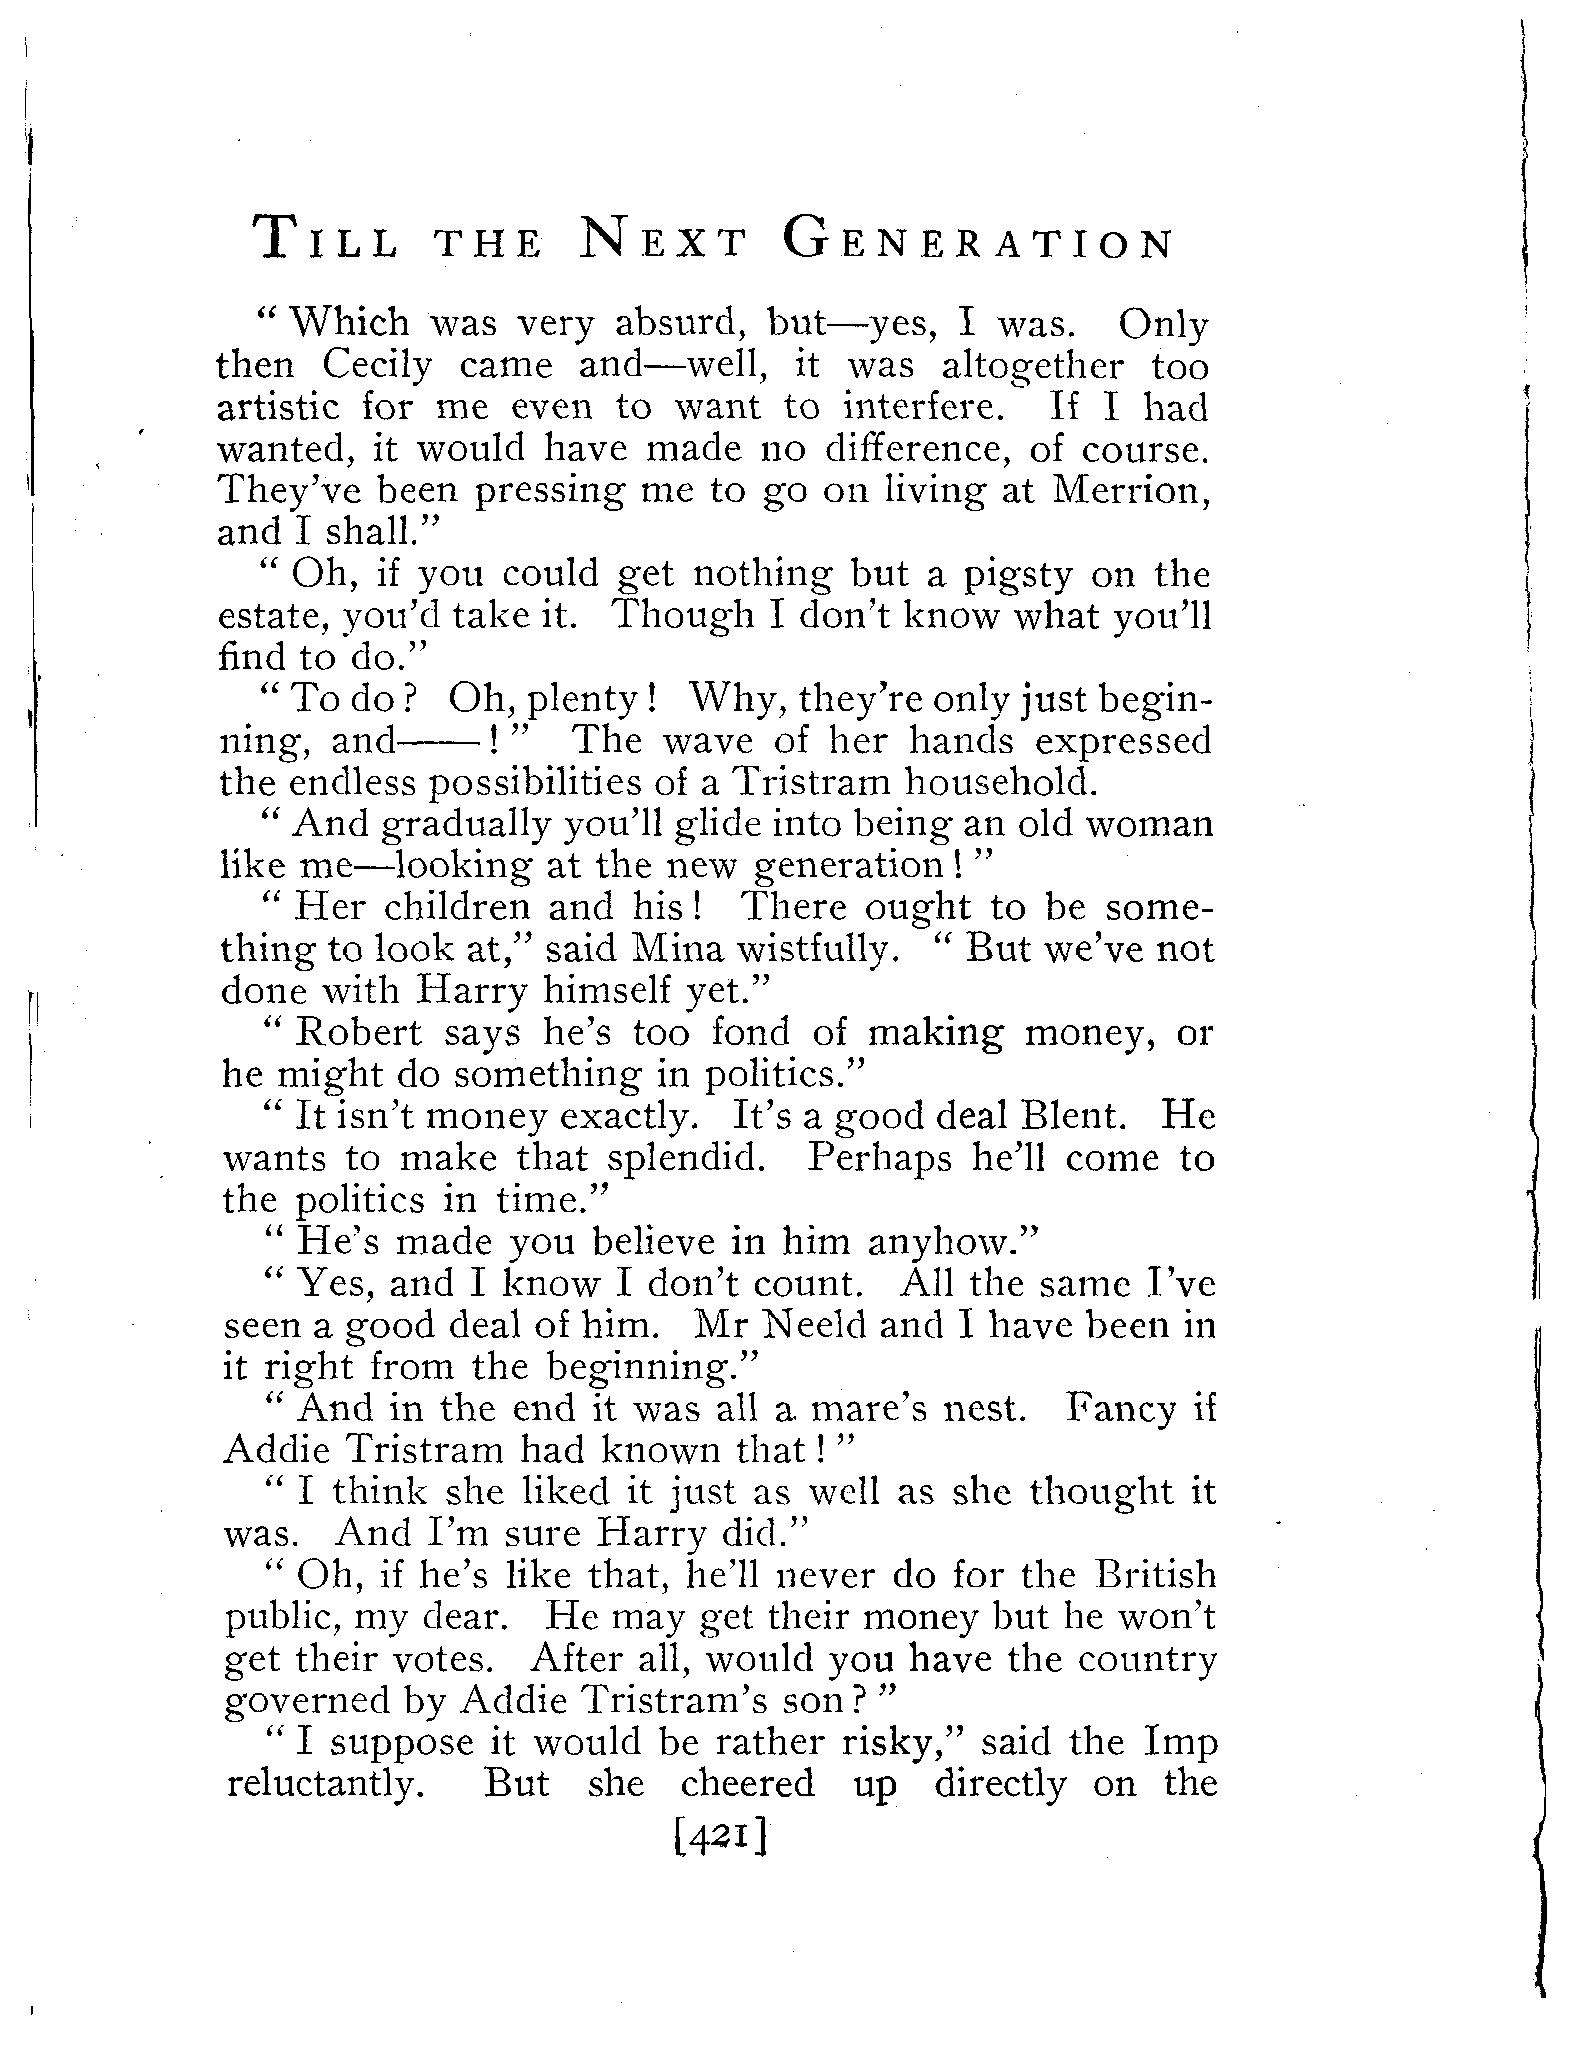 TILL THE NEXT GENERATION
“ Which was very absurd, but—yes, I was. Only
then Cecily came and—well, it was altogether too
artistic for me even to want to interfere. If I had
wanted, it would have made no difference, of course.
They’ve been pressing me to go on living at Merrion,
and I shall.”
“ Oh, if you could get nothing but a pigsty on the
estate, you’d take it. Though I don’t know what you’ll
find to do.”
“ To do ? Oh, plenty ! Why, they’re only just begin-
ning, and—— ! ” The wave of her hands expressed
the endless possibilities of a Tristram household.
“ And gradually you’ll glide into being an old woman
like me—looking at the new generation ! ”
“ Her children and his ! There ought to be some-
thing to look at,” said Mina wistfully. “ But we’ve not
done with Harry himself yet.”
“ Robert says he’s too fond of making money, or
he might do something in politics.”
“ It isn’t money exactly. It’s a good deal Blent. He
wants to make that splendid. Perhaps he’ll come to
the politics in time.”
“ He’s made you believe in him anyhow.”
“ Yes, and I know I don’t count. All the same I’ve
seen a good deal of him. Mr Neeld and I have been in
it right from the beginning.”
“ And in the end it was all a mare’s nest. Fancy if
Addie Tristram had known that ! ”
“ I think she liked it just as well as she thought it
was. And I’m sure Harry did.”
“ Oh, if he’s like that, he’ll never do for the British
public, my dear. He may get their money but he won’t
get their votes. After all, would you have the country
governed by Addie Tristram’s son ? ”
“ I suppose it would be rather risky,” said the Imp
reluctantly. But she cheered up directly on the
[421]